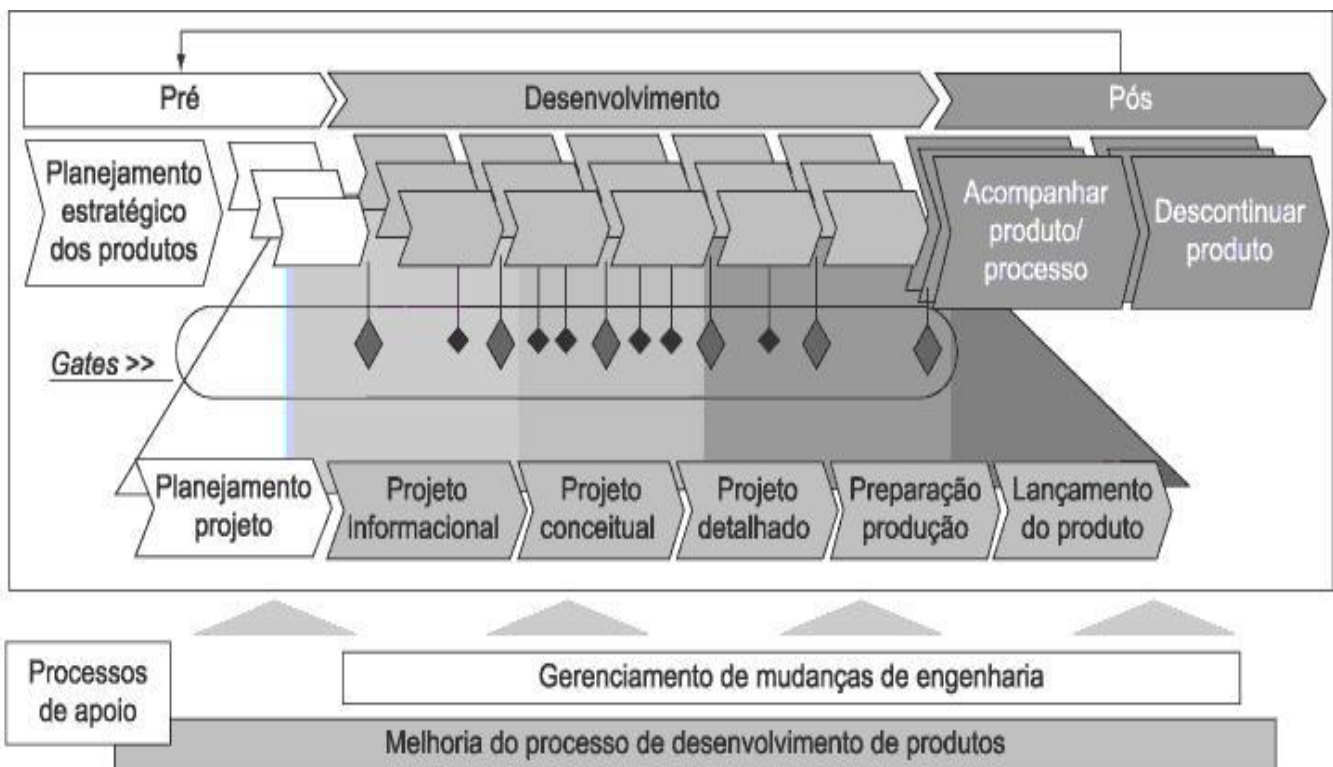 Pré
Desenvolvimento
Pós
Planejamento
estratégico
dos produtos
Acompanhar
produto/
processo
Descontinuar
produto
Gates >>
Planejamento
projeto
Projeto
informacional
Projeto
conceitual
Projeto
detalhado
Preparação
produção
Lançamento
do produto
Processos
de apoio
Gerenciamento de mudanças de engenharia
Melhoria do processo de desenvolvimento de produtos